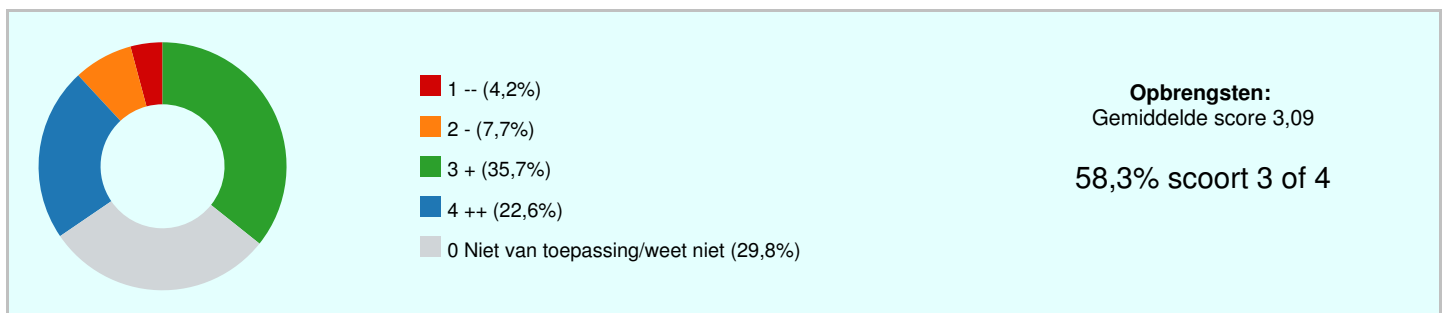 1 -- (4,2%)
2 - (7,7%)
3 + (35,7%)
4 ++ (22,6%)
0 Niet van toepassing/weet niet (29,8%)
Opbrengsten:
Gemiddelde score 3,09
58,3% scoort 3 of 4